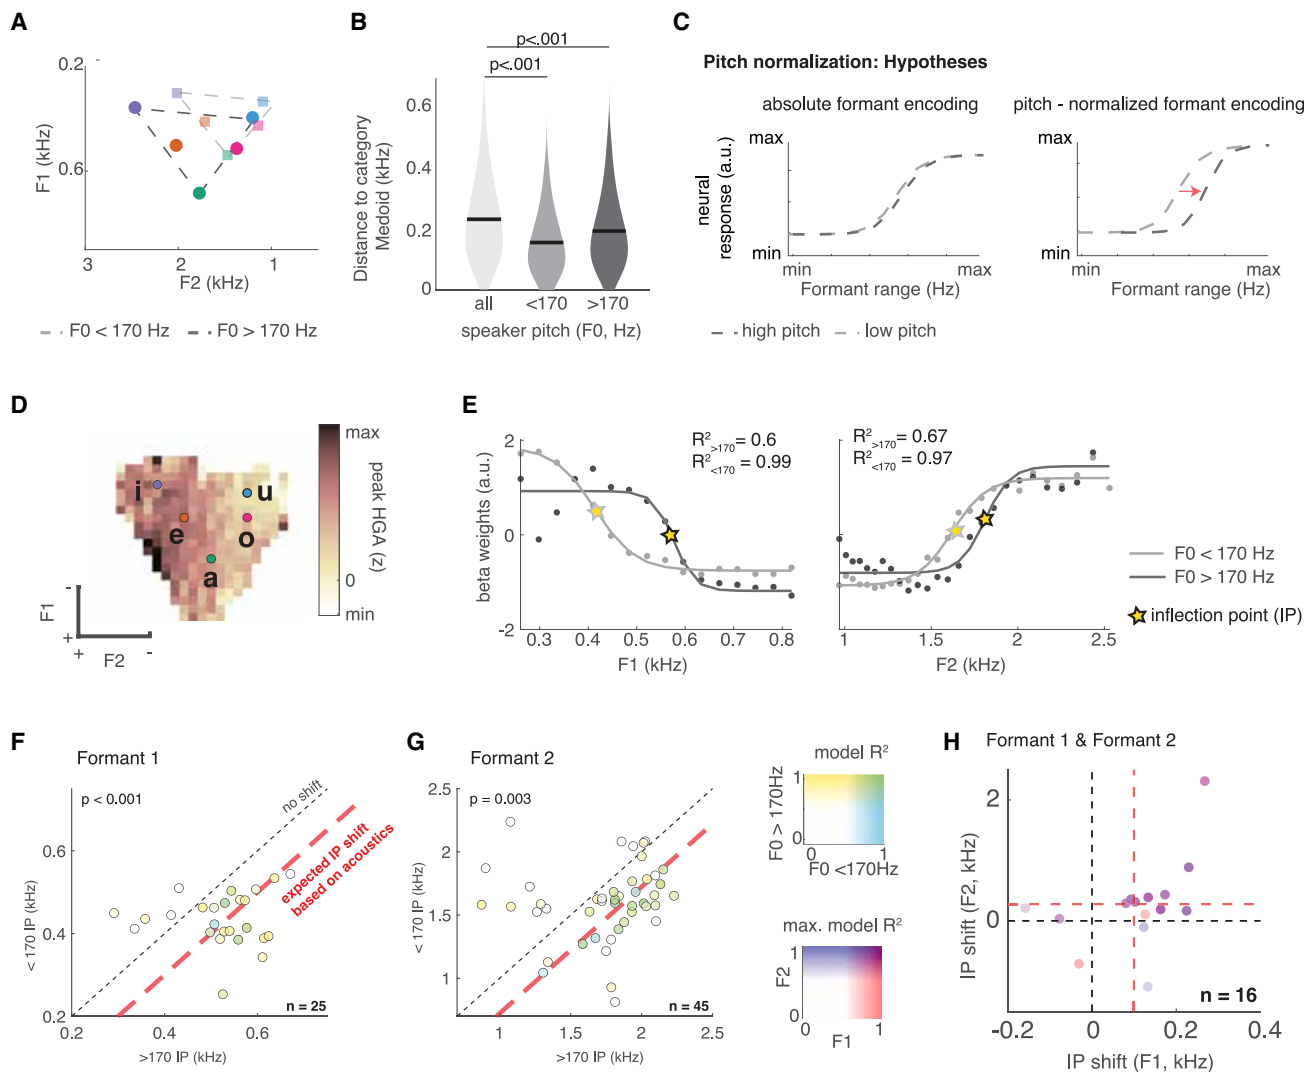 A
0.2
F1 (kHz)
0.6
3
2
1
F2 (kHz)
F0 < 170 Hz
F0 > 170 Hz
B
p<.001
p<.001
Distance to category
Medoid (kHz)
0.6
0.4
0.2
0
all
<170
>170
speaker pitch (F0, Hz)
C
Pitch normalization: Hypotheses
absolute formant encoding
pitch - normalized formant encoding
max
neural
response (a.u.)
min
min
max
Formant range (Hz)
max
min
min
max
Formant range (Hz)
high pitch
low pitch
D
i
u
e
o
a
max
0
min
peak HGA (z)
-
F1
+
+
F2
-
E
2
0
-2
beta weights (a.u.)
R²>170 = 0.6
R²<170 = 0.99
0.3
0.4
0.5
0.6
0.7
0.8
F1 (kHz)
R²>170 = 0.67
R²<170 = 0.97
1
1.5
2
2.5
F2 (kHz)
F0 < 170 Hz
F0 > 170 Hz
inflection point (IP)
F
Formant 1
p < 0.001
no shift
expected IP shift
based on acoustics
0.6
0.4
0.2
< 170 IP (kHz)
n = 25
0.2
0.4
0.6
>170 IP (kHz)
G
Formant 2
p = 0.003
2.5
2
1.5
1
< 170 IP (kHz)
n = 45
1
1.5
2
2.5
>170 IP (kHz)
model R²
F0 > 170Hz
1
0
0
1
F0 <170Hz
max. model R²
F2
1
0
0
1
F1
H
Formant 1 & Formant 2
2
0
IP shift (F2, kHz)
n = 16
-0.2
0
0.2
0.4
IP shift (F1, kHz)